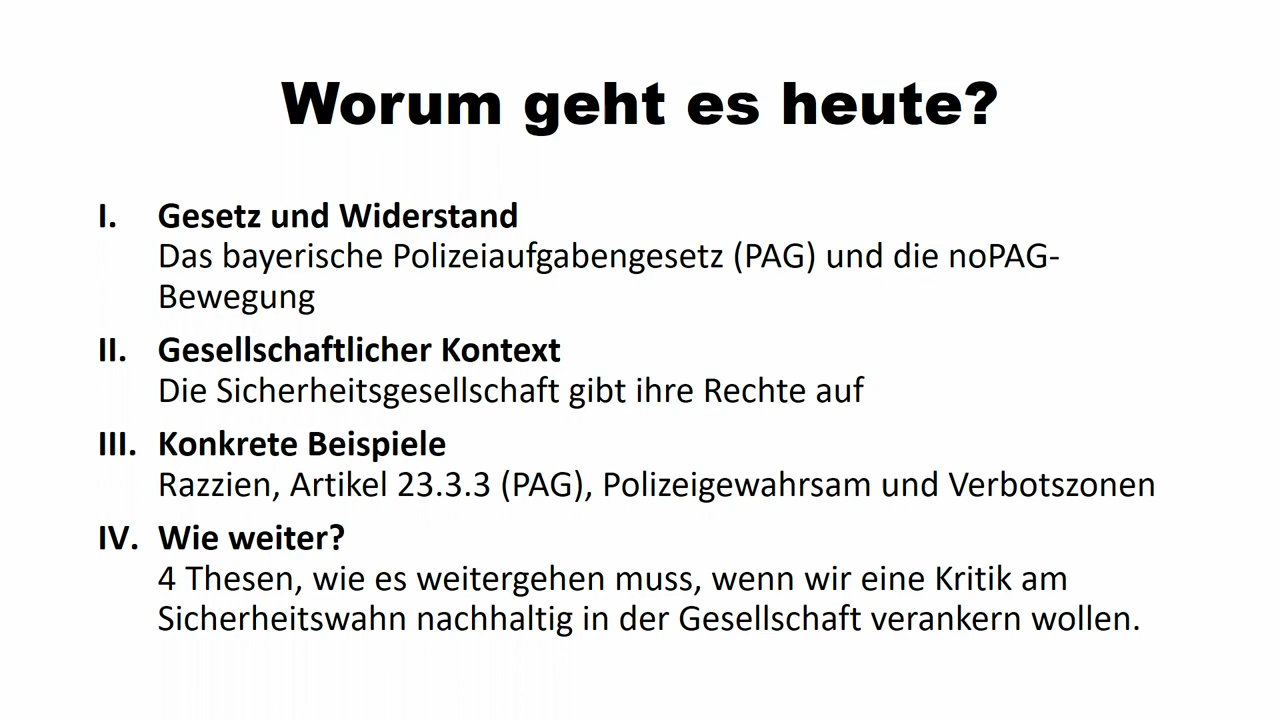 Worum geht es heute?
I. Gesetz und Widerstand
Das bayerische Polizeiaufgabengesetz (PAG) und die noPAG-
Bewegung
II. Gesellschaftlicher Kontext
Die Sicherheitsgesellschaft gibt ihre Rechte auf
III. Konkrete Beispiele
Razzien, Artikel 23.3.3 (PAG), Polizeigewahrsam und Verbotszonen
IV. Wie weiter?
4 Thesen, wie es weitergehen muss, wenn wir eine Kritik am
Sicherheitswahn nachhaltig in der Gesellschaft verankern wollen.